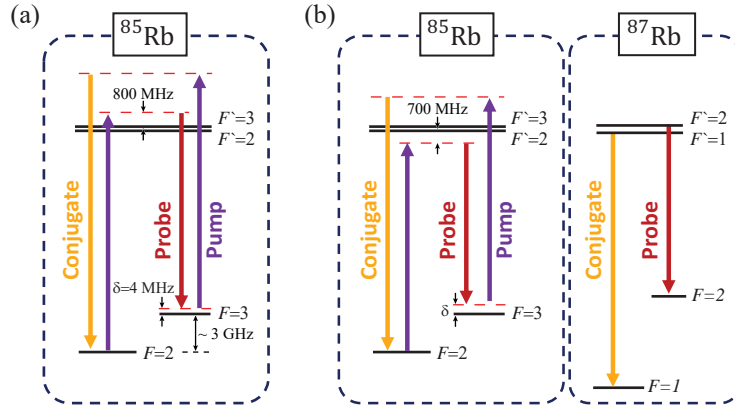 (a)
⁸⁵Rb
800 MHz
F`=3
F`=2
Conjugate
Probe
Pump
δ=4 MHz
F=3
~ 3 GHz
F=2
(b)
⁸⁵Rb
700 MHz
F`=3
F`=2
Conjugate
Probe
Pump
δ
F=3
F=2
⁸⁷Rb
F`=2
F`=1
Conjugate
Probe
F=2
F=1